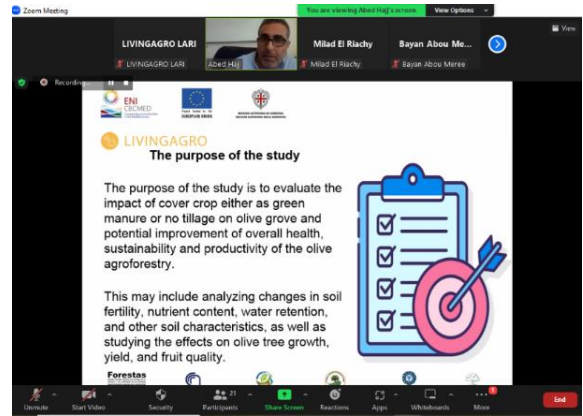 Zoom Meeting
You are viewing Abed Hajj's screen
View Options
View
LIVINGAGRO LARI
Milad El Riachy
Bayan Abou Me...
LIVINGAGRO LARI
Abed Hajj
Milad El Riachy
Bayan Abou Meree
Recording...
ENI
CBCMED
EUROPEAN UNION
LIVINGAGRO
The purpose of the study
The purpose of the study is to evaluate the
impact of cover crop either as green
manure or no tillage on olive grove and
potential improvement of overall health,
sustainability and productivity of the olive
agroforestry.
This may include analyzing changes in soil
fertility, nutrient content, water retention,
and other soil characteristics, as well as
studying the effects on olive tree growth,
yield, and fruit quality.
Forestas
21
Unmute
Start Video
Security
Participants
Share Screen
Reactions
Apps
Whiteboards
More
End